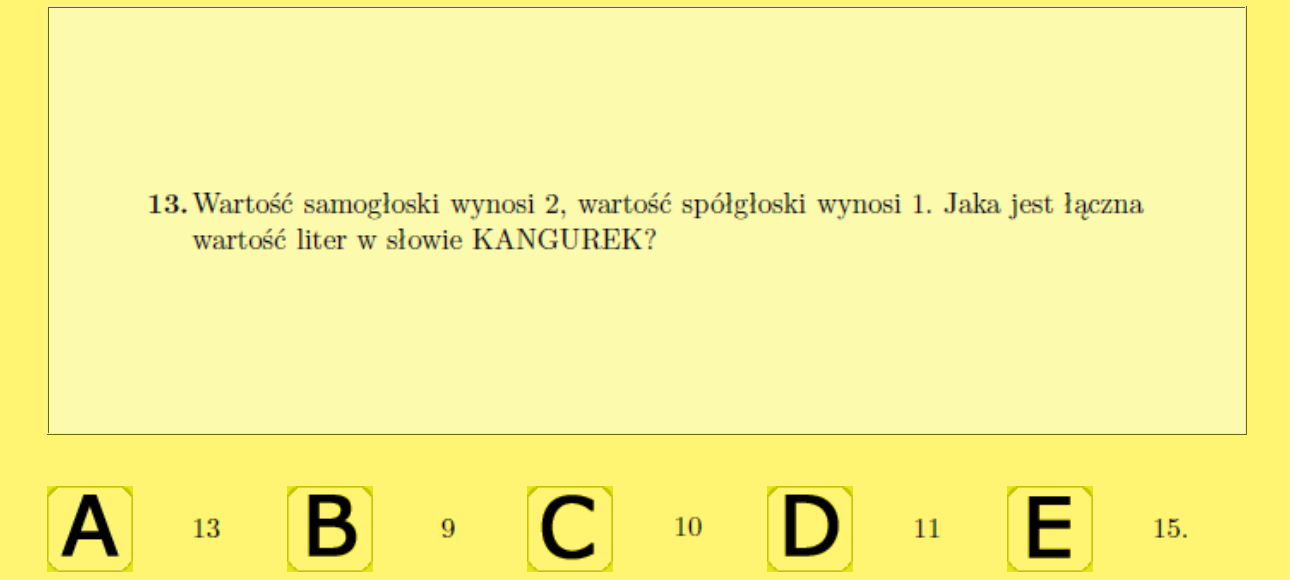 13. Wartość samogłoski wynosi 2, wartość spółgłoski wynosi 1. Jaka jest łączna
wartość liter w słowie KANGUREK?
A 13 B 9 C 10 D 11 E 15.